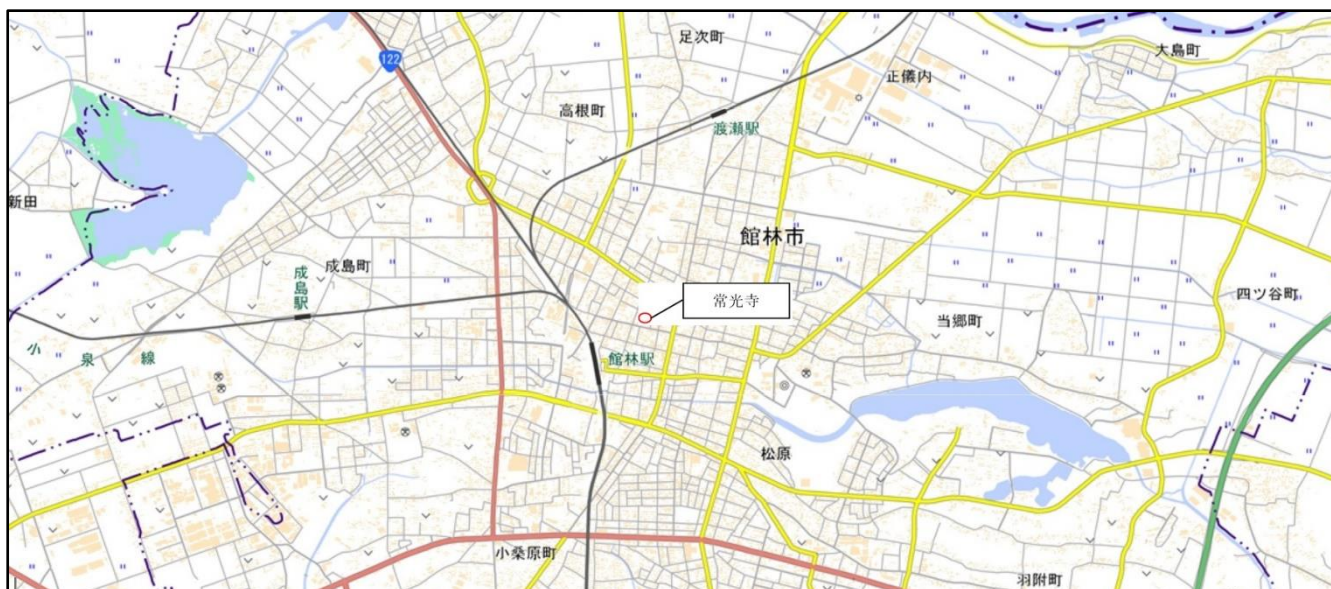 足次町
大島町
122
正儀内
高根町
渡瀬駅
新田
館林市
成島町
成島駅
常光寺
四ツ谷町
当郷町
小泉線
館林駅
松原
小桑原町
羽附町